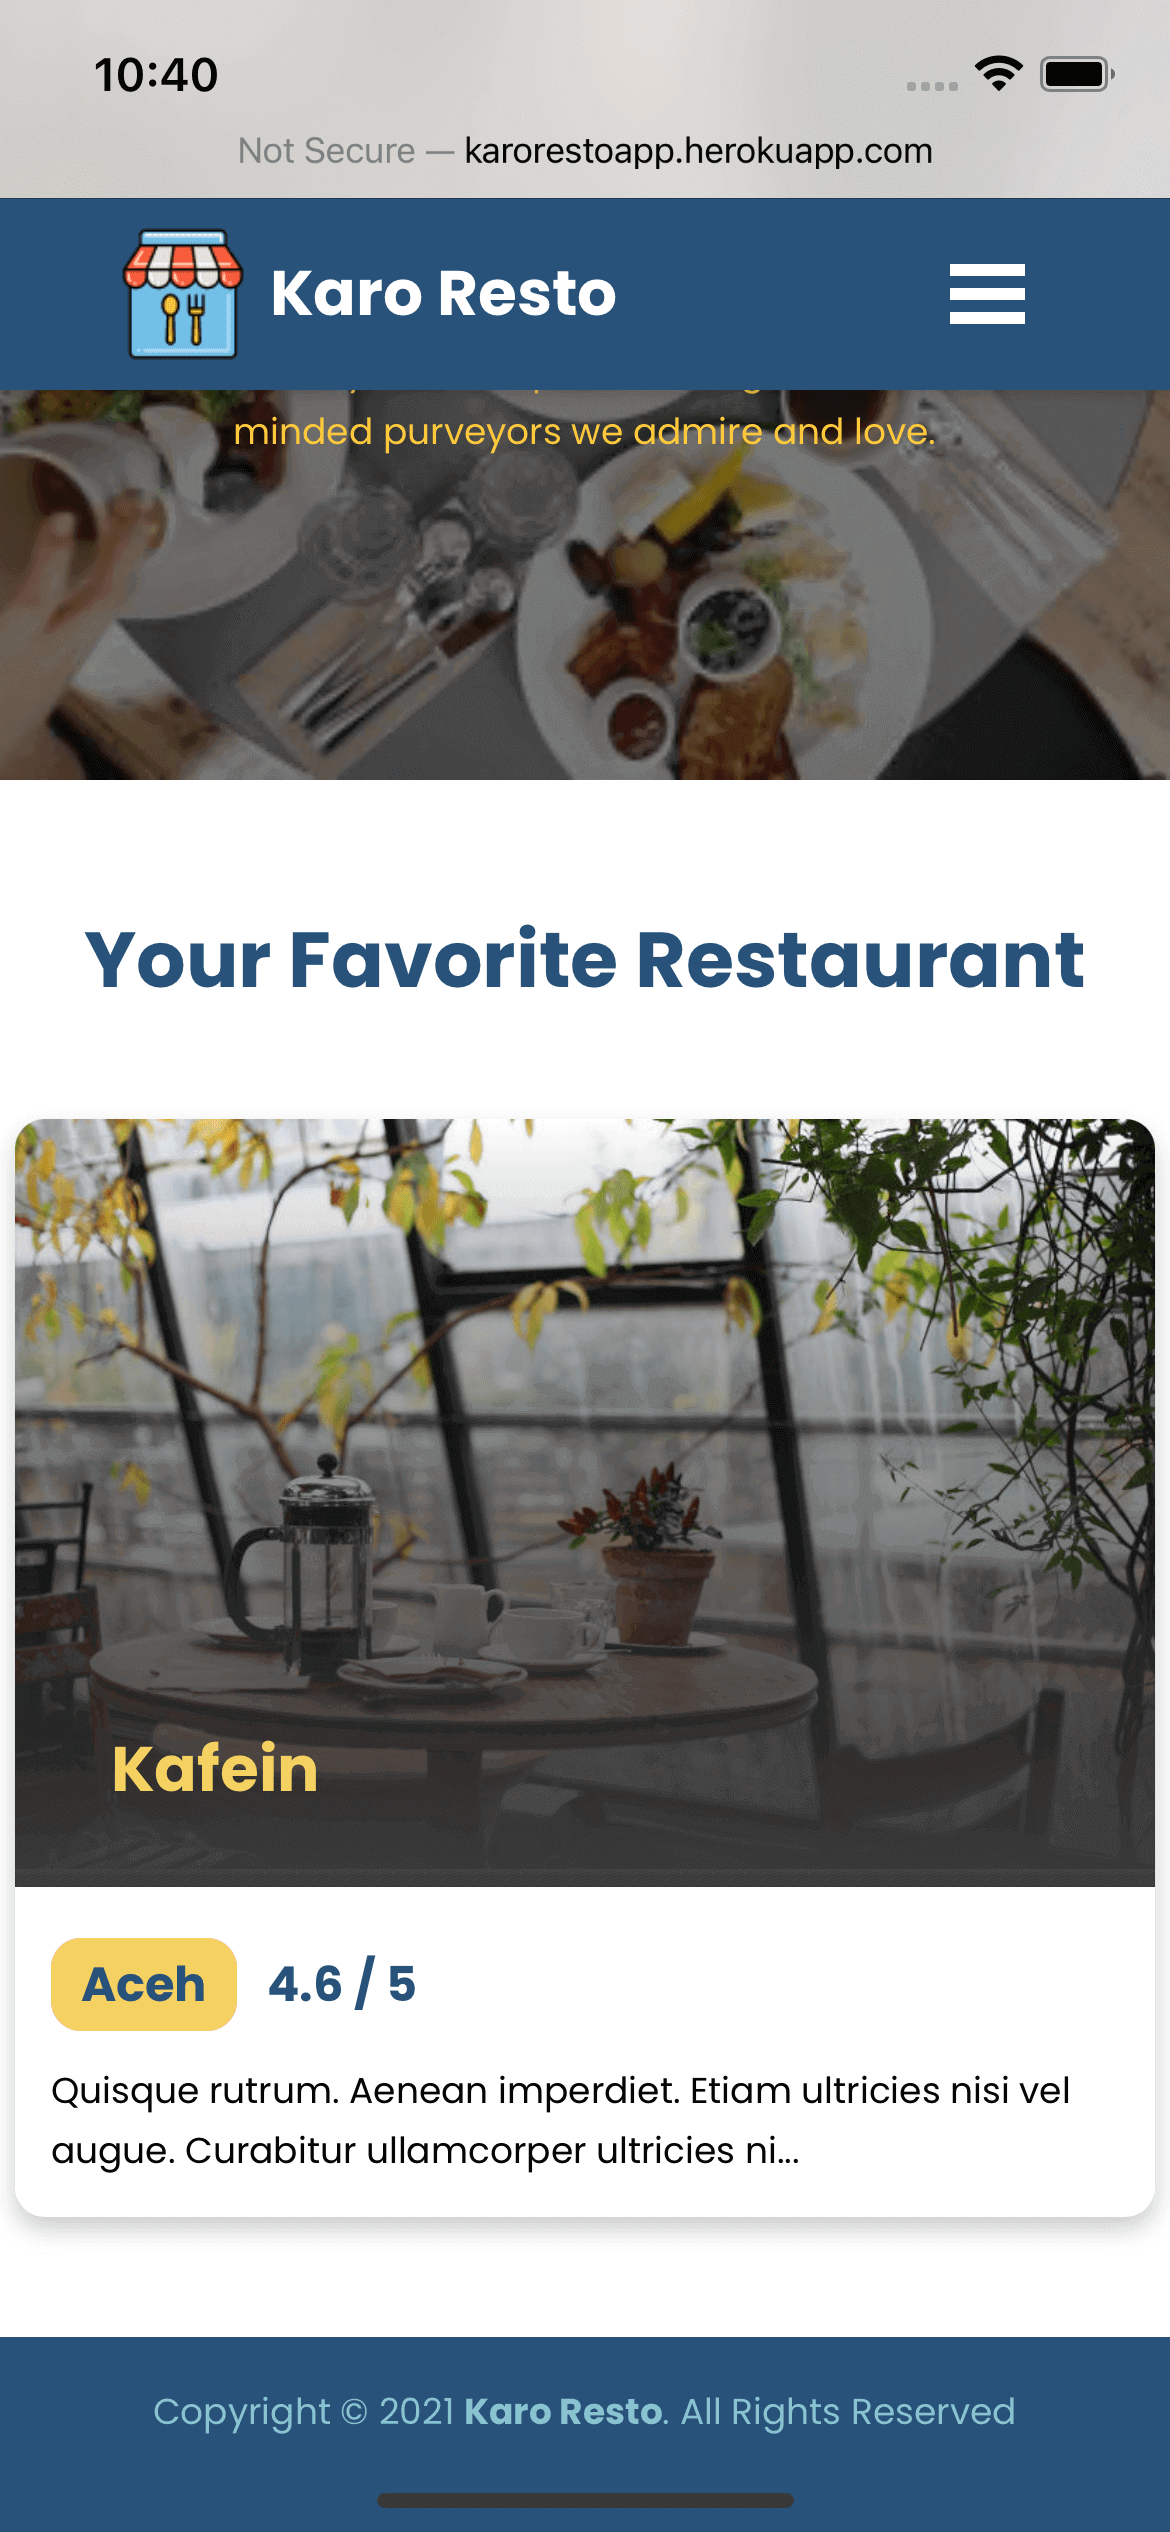 10:40
Not Secure — karorestoapp.herokuapp.com
Karo Resto
minded purveyors we admire and love.
Your Favorite Restaurant
Kafein
Aceh 4.6 / 5
Quisque rutrum. Aenean imperdiet. Etiam ultricies nisi vel
augue. Curabitur ullamcorper ultricies ni...
Copyright © 2021 Karo Resto. All Rights Reserved